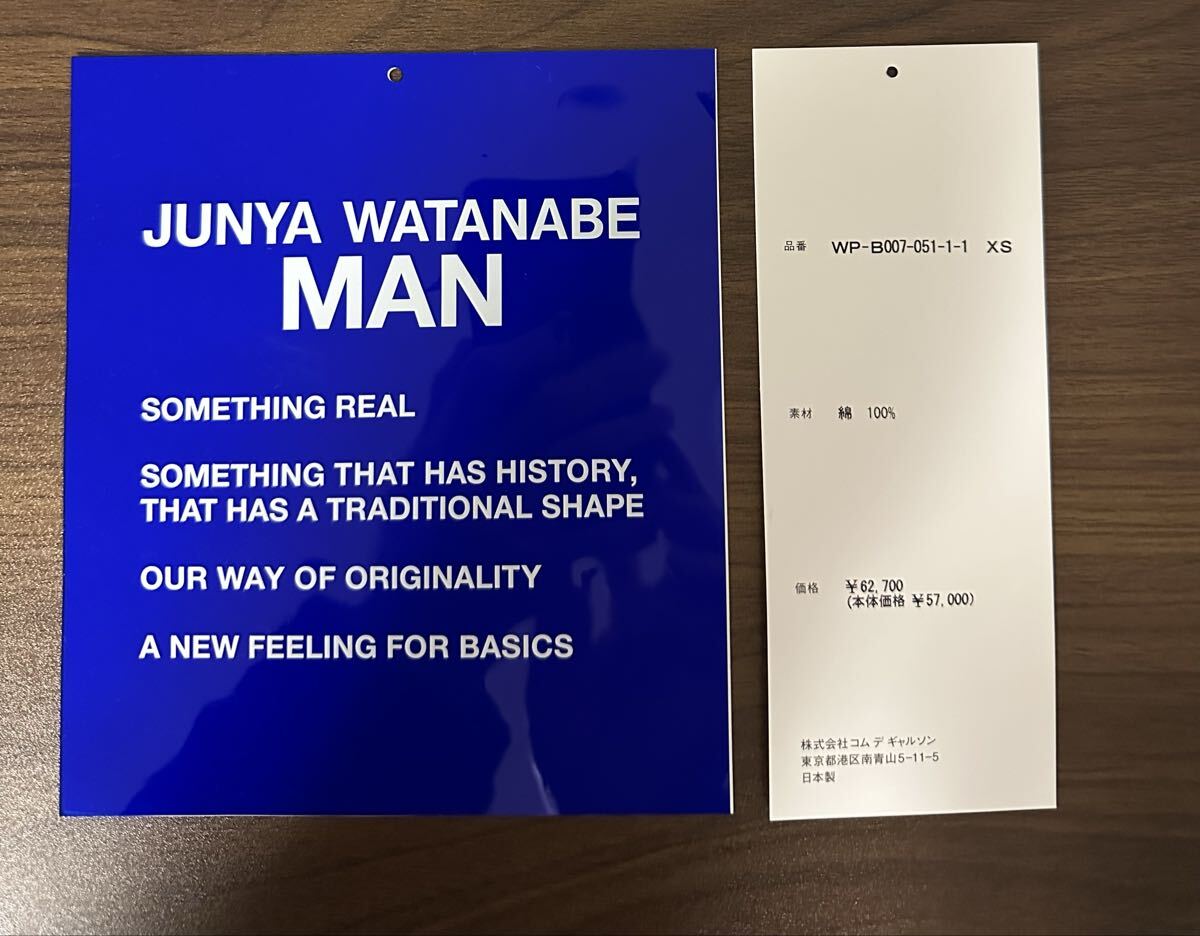 JUNYA WATANABE
MAN
SOMETHING REAL
SOMETHING THAT HAS HISTORY,
THAT HAS A TRADITIONAL SHAPE
OUR WAY OF ORIGINALITY
A NEW FEELING FOR BASICS
品番 WP-B007-051-1-1 XS
素材 綿 100%
価格 ¥62,700
(本体価格 ¥57,000)
株式会社コム デ ギャルソン
東京都港区南青山5-11-5
日本製